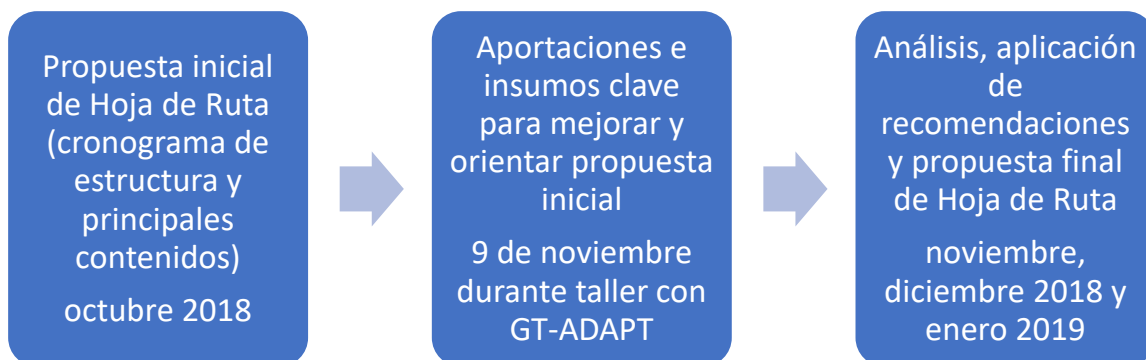 Propuesta inicial
de Hoja de Ruta
(cronograma de
estructura y
principales
contenidos)
octubre 2018
Aportaciones e
insumos clave
para mejorar y
orientar propuesta
inicial
9 de noviembre
durante taller con
GT-ADAPT
Análisis, aplicación
de
recomendaciones
y propuesta final
de Hoja de Ruta
noviembre,
diciembre 2018 y
enero 2019